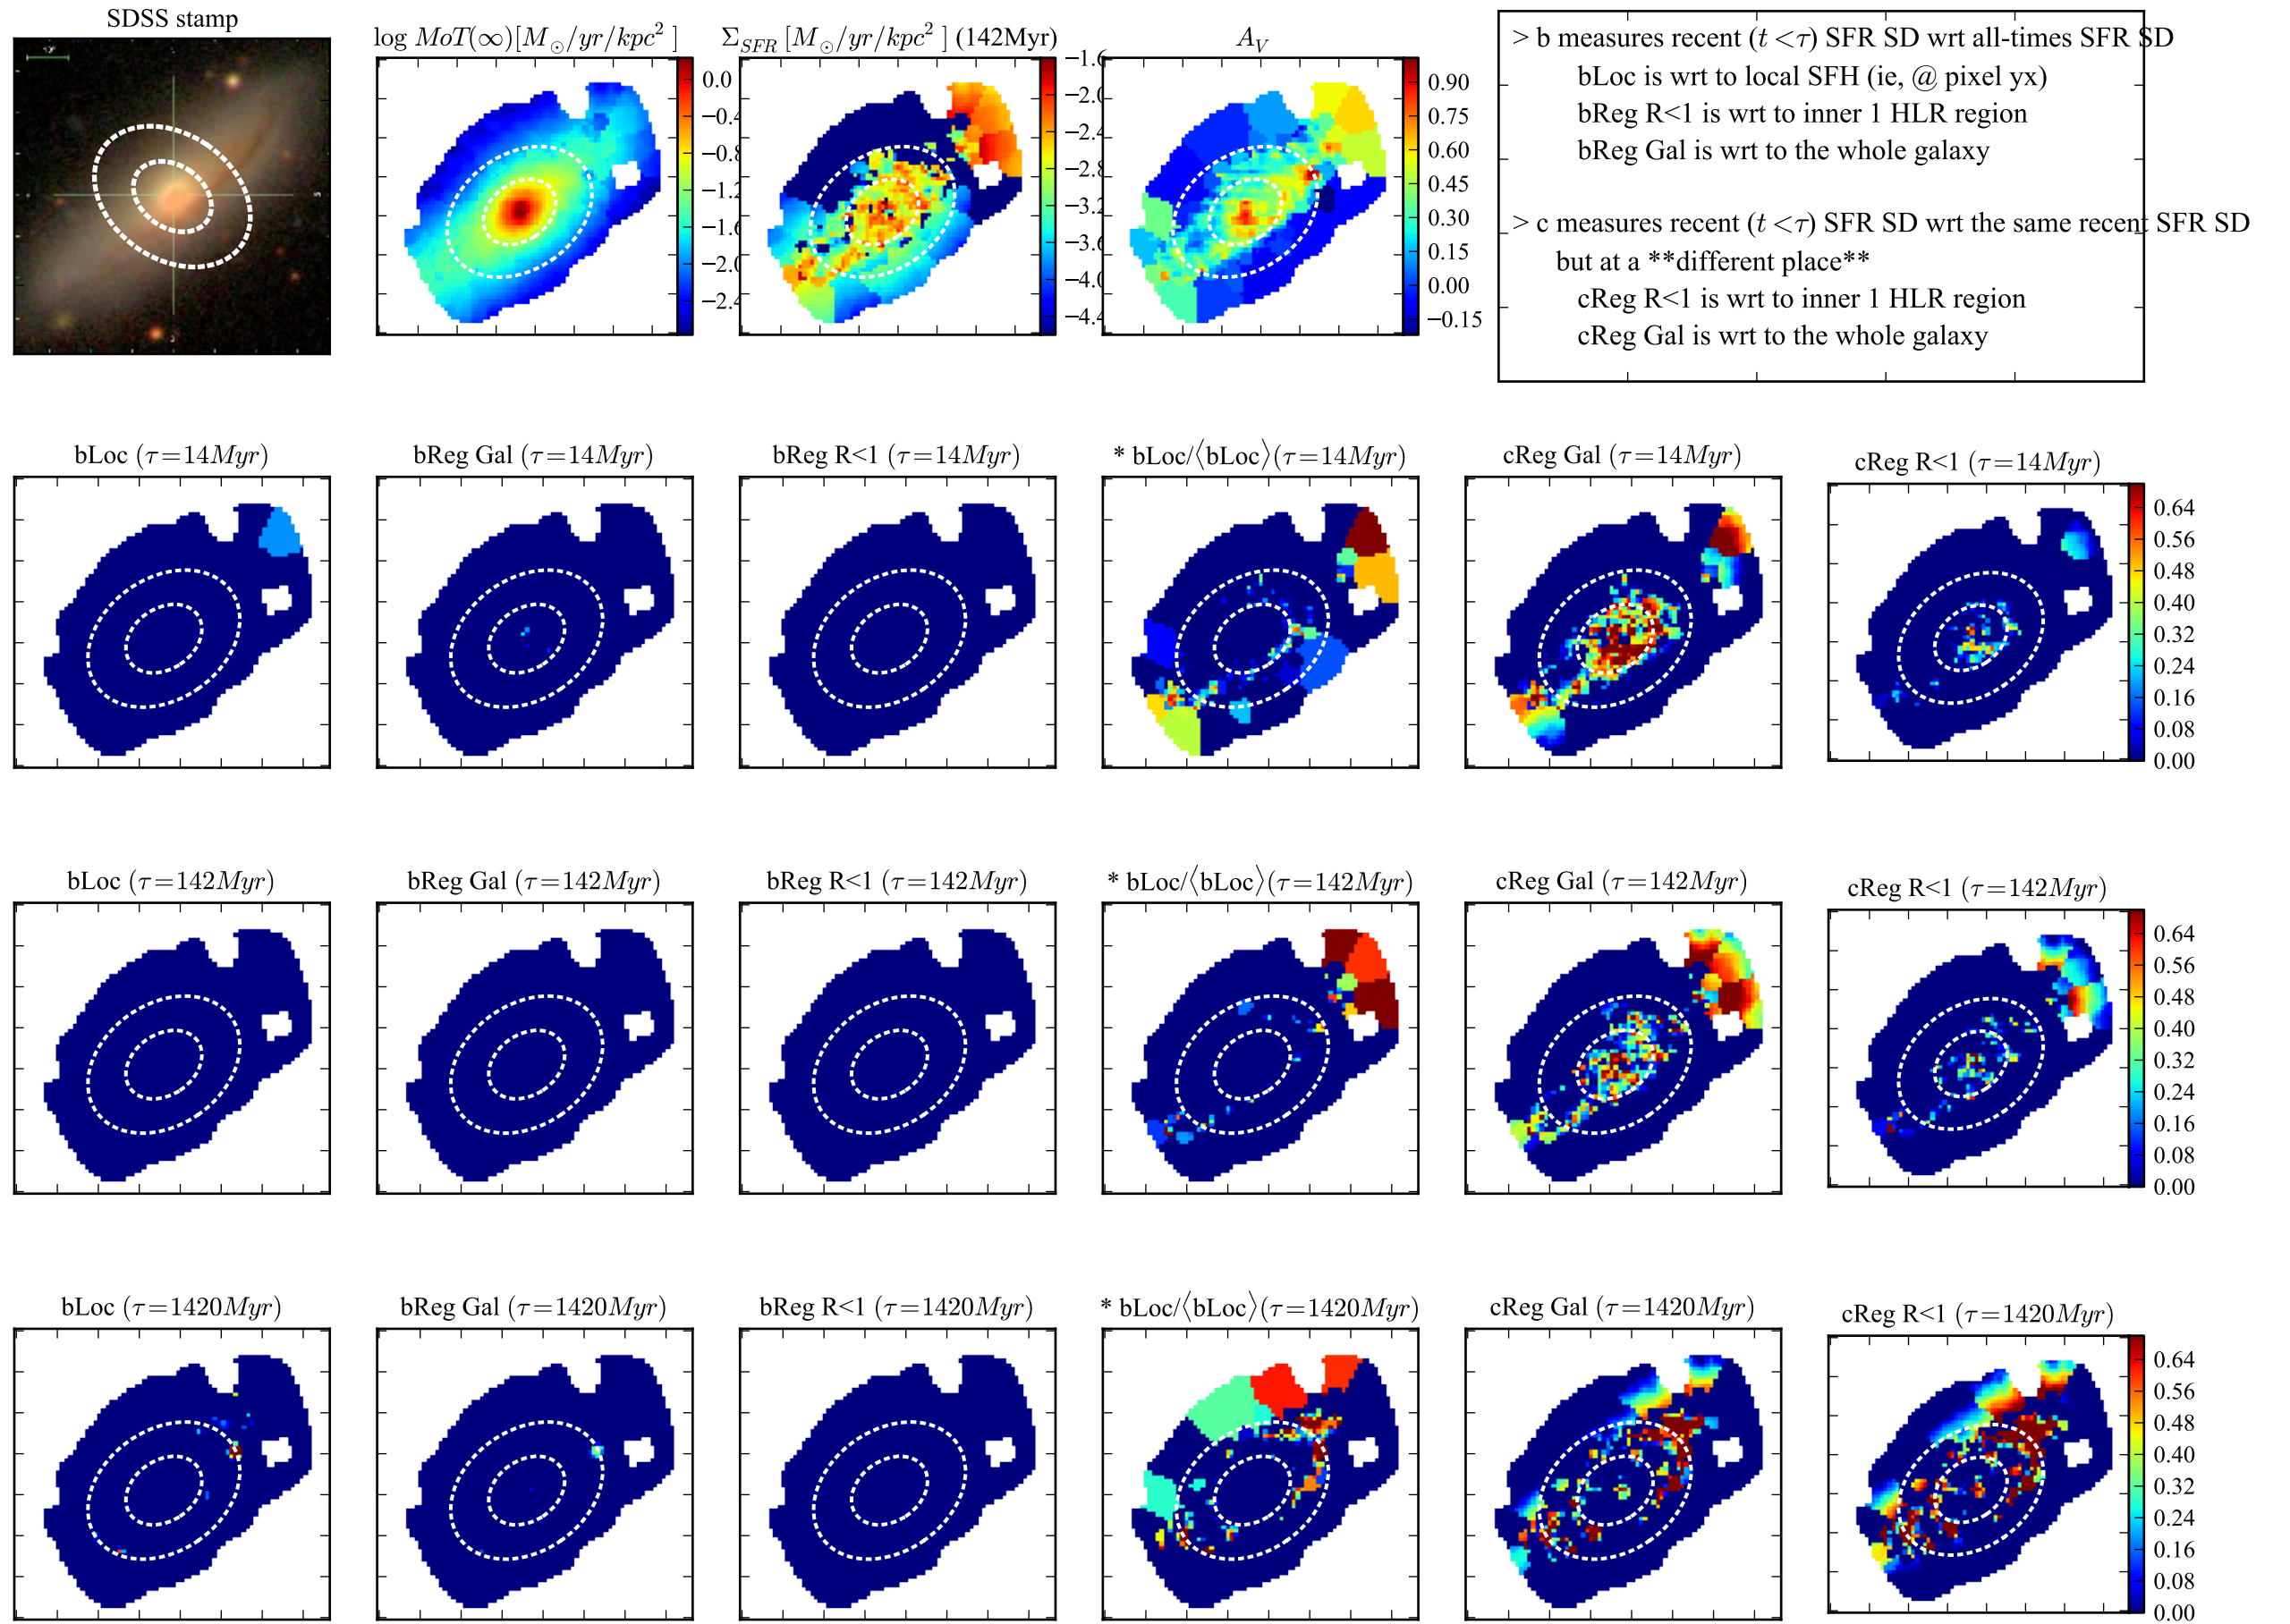 SDSS stamp
log MoT(∞)[M⊙/yr/kpc²]
Σ_SFR [M⊙/yr/kpc²] (142Myr)
A_V
0.0
−0.4
−0.8
−1.2
−1.6
−2.0
−2.4
−1.6
−2.0
−2.4
−2.8
−3.2
−3.6
−4.0
−4.4
0.90
0.75
0.60
0.45
0.30
0.15
0.00
−0.15
> b measures recent (t <τ) SFR SD wrt all-times SFR SD
bLoc is wrt to local SFH (ie, @ pixel yx)
bReg R<1 is wrt to inner 1 HLR region
bReg Gal is wrt to the whole galaxy
> c measures recent (t <τ) SFR SD wrt the same recent SFR SD
but at a **different place**
cReg R<1 is wrt to inner 1 HLR region
cReg Gal is wrt to the whole galaxy
bLoc (τ=14Myr)
bReg Gal (τ=14Myr)
bReg R<1 (τ=14Myr)
* bLoc/⟨bLoc⟩(τ=14Myr)
cReg Gal (τ=14Myr)
cReg R<1 (τ=14Myr)
0.64
0.56
0.48
0.40
0.32
0.24
0.16
0.08
0.00
bLoc (τ=142Myr)
bReg Gal (τ=142Myr)
bReg R<1 (τ=142Myr)
* bLoc/⟨bLoc⟩(τ=142Myr)
cReg Gal (τ=142Myr)
cReg R<1 (τ=142Myr)
0.64
0.56
0.48
0.40
0.32
0.24
0.16
0.08
0.00
bLoc (τ=1420Myr)
bReg Gal (τ=1420Myr)
bReg R<1 (τ=1420Myr)
* bLoc/⟨bLoc⟩(τ=1420Myr)
cReg Gal (τ=1420Myr)
cReg R<1 (τ=1420Myr)
0.64
0.56
0.48
0.40
0.32
0.24
0.16
0.08
0.00